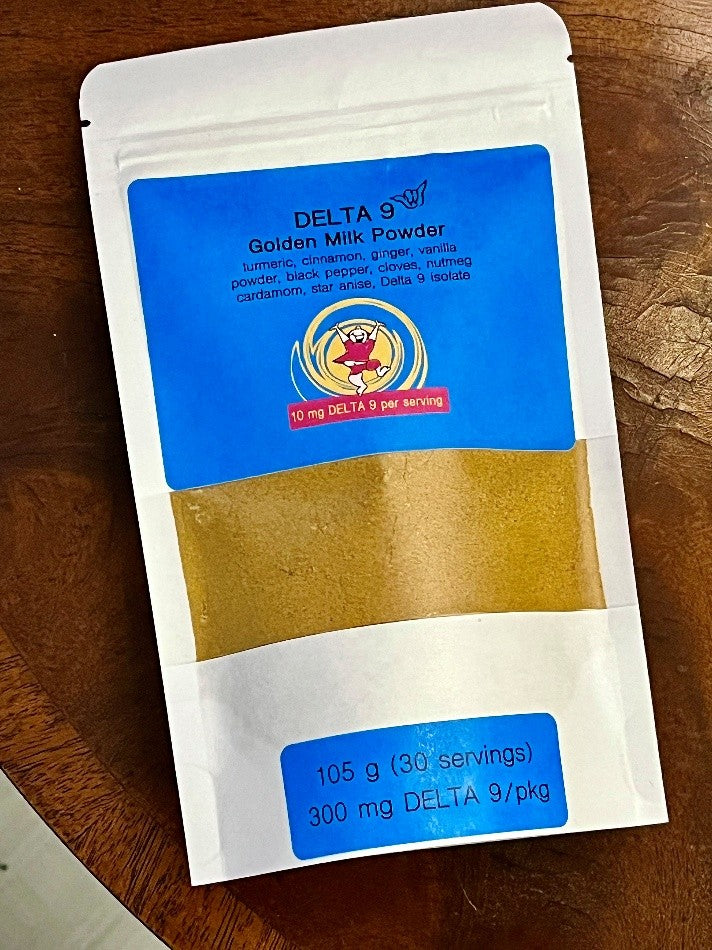 DELTA 9
Golden Milk Powder
turmeric, cinnamon, ginger, vanilla
powder, black pepper, cloves, nutmeg
cardamom, star anise, Delta 9 isolate
10 mg DELTA 9 per serving
105 g (30 servings)
300 mg DELTA 9/pkg